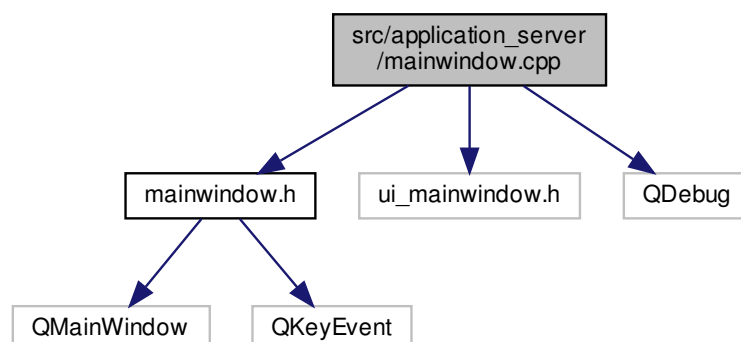 src/application_server
/mainwindow.cpp
mainwindow.h
ui_mainwindow.h
QDebug
QMainWindow
QKeyEvent